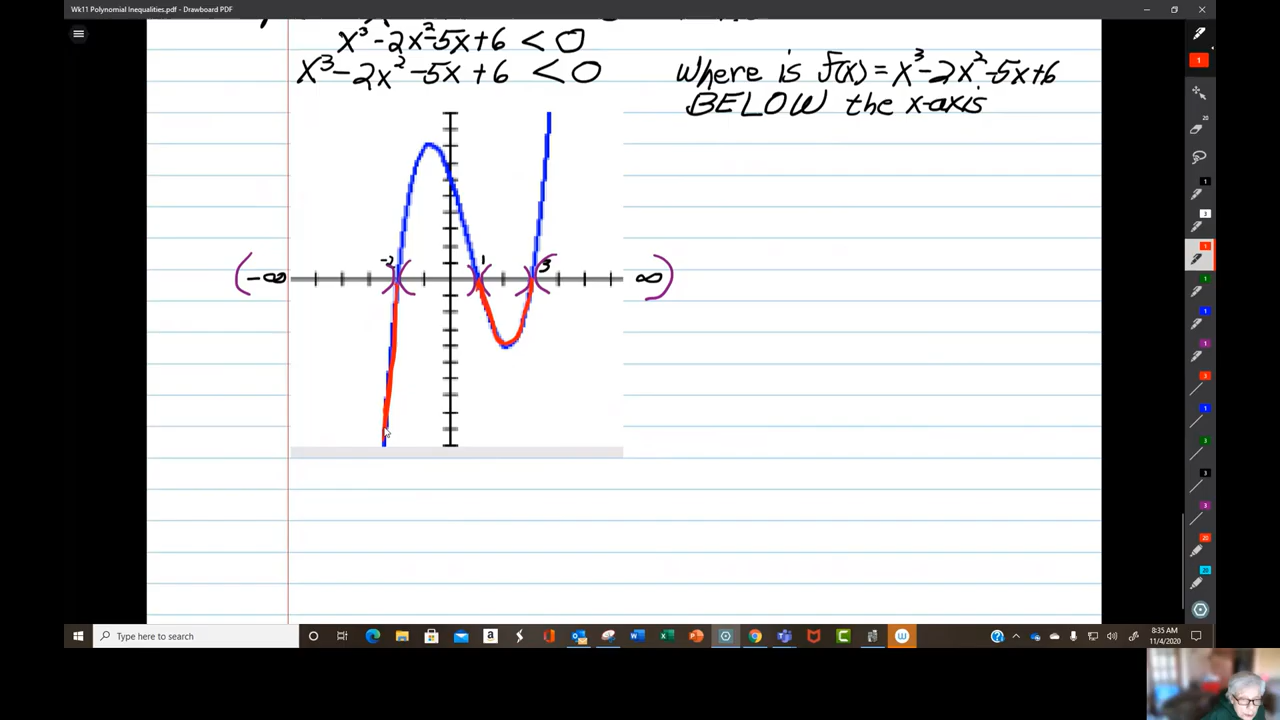 Wk11 Polynomial Inequalities.pdf - Drawboard PDF
x³-2x²-5x+6 < 0
x³-2x²-5x+6 < 0
Where is f(x) = x³-2x²-5x+6
BELOW the x-axis
-2 1 3
(-∞ )( )( )( ∞)
Type here to search
8:35 AM
11/4/2020